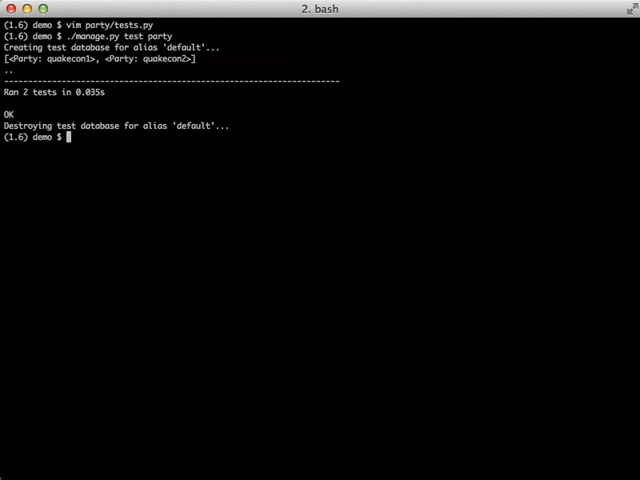 2. bash
(1.6) demo $ vim party/tests.py
(1.6) demo $ ./manage.py test party
Creating test database for alias 'default'...
[<Party: quakecon1>, <Party: quakecon2>]
..
----------------------------------------------------------------------
Ran 2 tests in 0.035s
OK
Destroying test database for alias 'default'...
(1.6) demo $